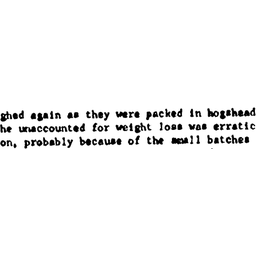 ghed again as they were packed in hogshead
he unaccounted for weight loss was erratic
on, probably because of the small batches